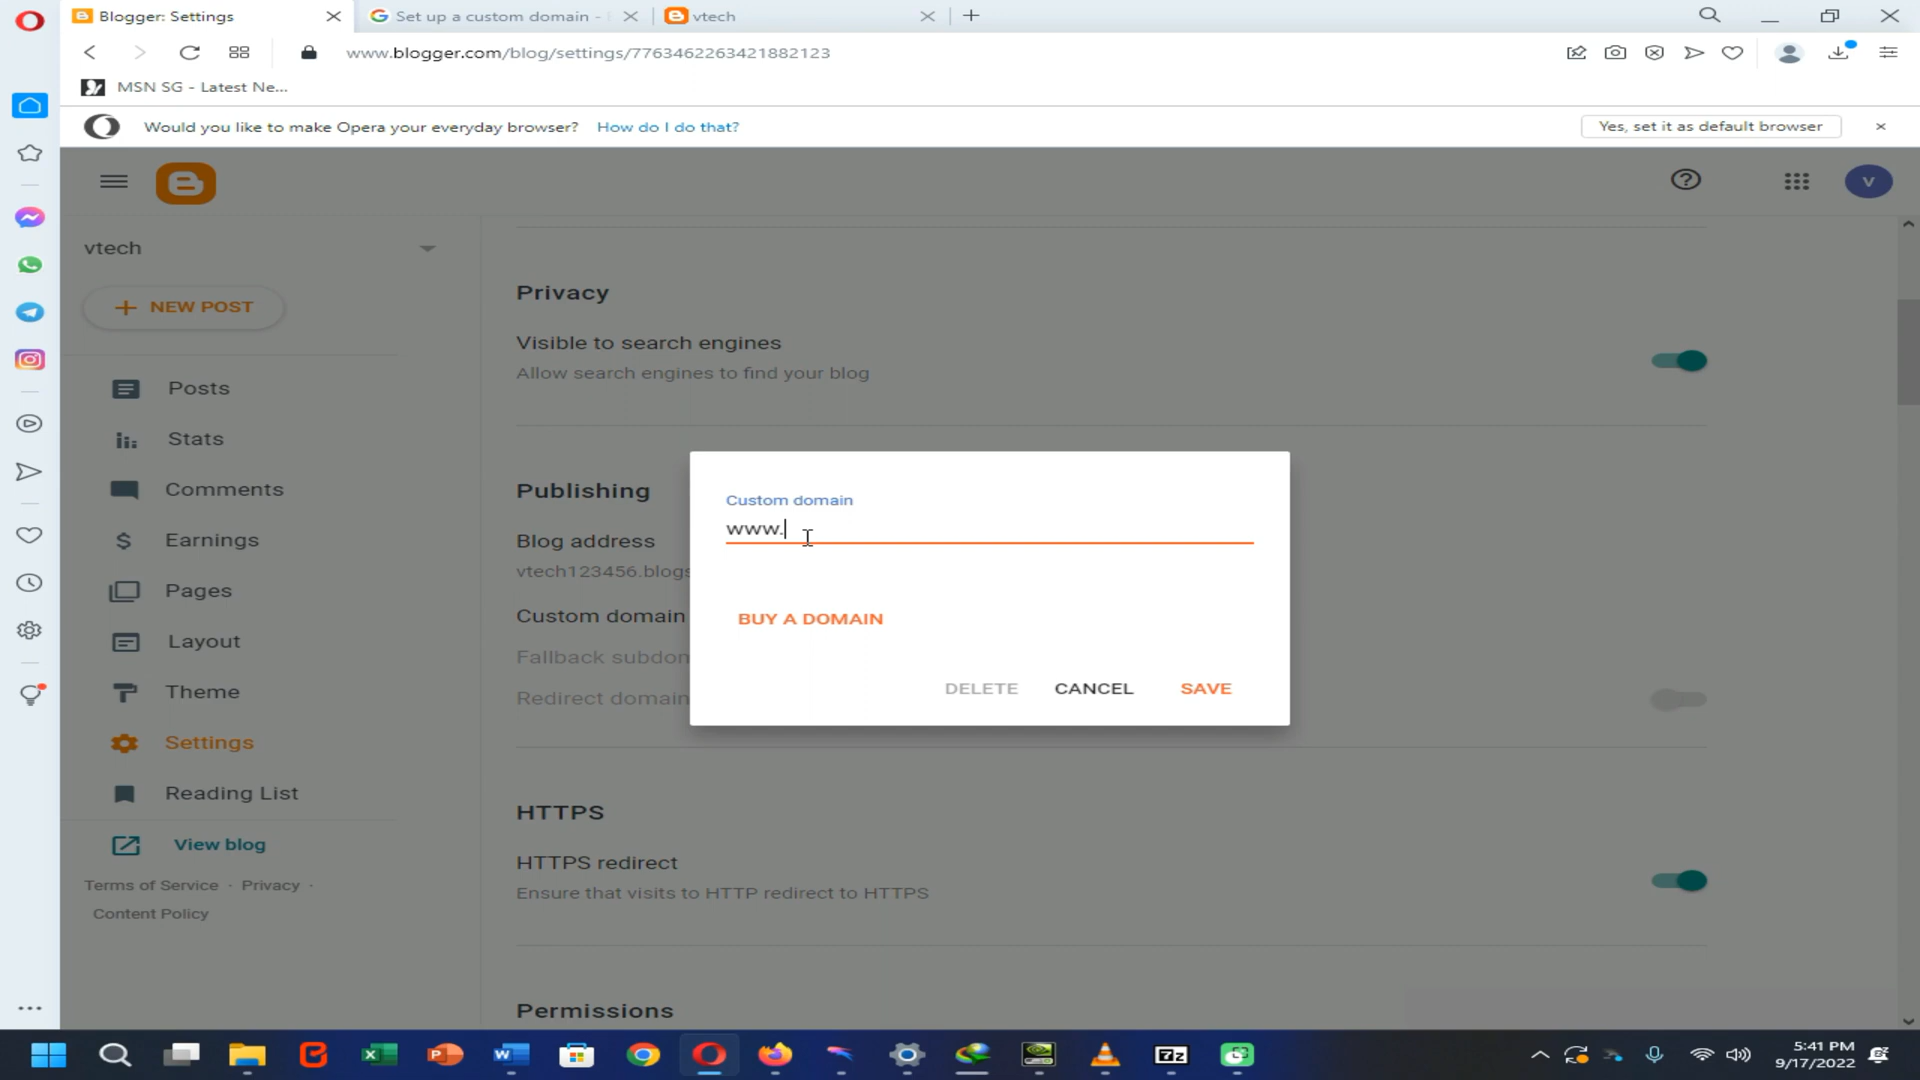 Blogger: Settings
Set up a custom domain -
vtech
www.blogger.com/blog/settings/7763462263421882123
MSN SG - Latest Ne...
Would you like to make Opera your everyday browser? How do I do that?
Yes, set it as default browser
V
vtech
NEW POST
Posts
Stats
Comments
Earnings
Pages
Layout
Theme
Settings
Reading List
View blog
Terms of Service · Privacy ·
Content Policy
Privacy
Visible to search engines
Allow search engines to find your blog
Publishing
Blog address
vtech123456.blogs
Custom domain
Fallback subdon
Redirect domain
Custom domain
www.
BUY A DOMAIN
DELETE CANCEL SAVE
HTTPS
HTTPS redirect
Ensure that visits to HTTP redirect to HTTPS
Permissions
7z
5:41 PM
9/17/2022